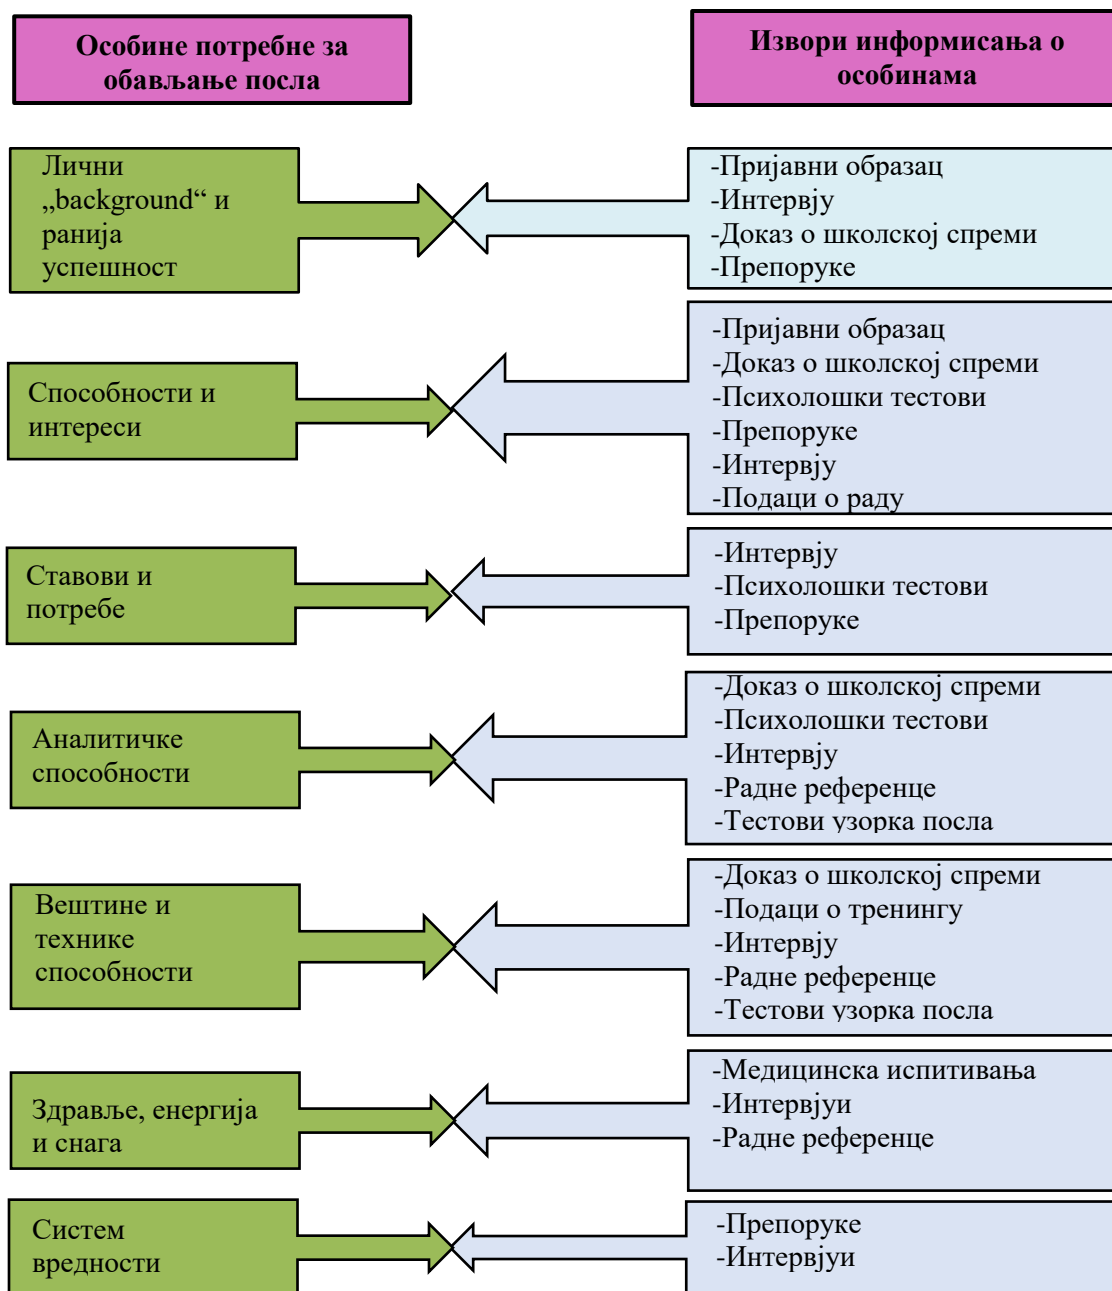 Особине потребне за
обављање посла
Извори информисања о
особинама
Лични
„background“ и
ранија
успешност
-Пријавни образац
-Интервју
-Доказ о школској спреми
-Препоруке
Способности и
интереси
-Пријавни образац
-Доказ о школској спреми
-Психолошки тестови
-Препоруке
-Интервју
-Подаци о раду
Ставови и
потребе
-Интервју
-Психолошки тестови
-Препоруке
Аналитичке
способности
-Доказ о школској спреми
-Психолошки тестови
-Интервју
-Радне референце
-Тестови узорка посла
Вештине и
технике
способности
-Доказ о школској спреми
-Подаци о тренингу
-Интервју
-Радне референце
-Тестови узорка посла
Здравље, енергија
и снага
-Медицинска испитивања
-Интервјуи
-Радне референце
Систем
вредности
-Препоруке
-Интервјуи